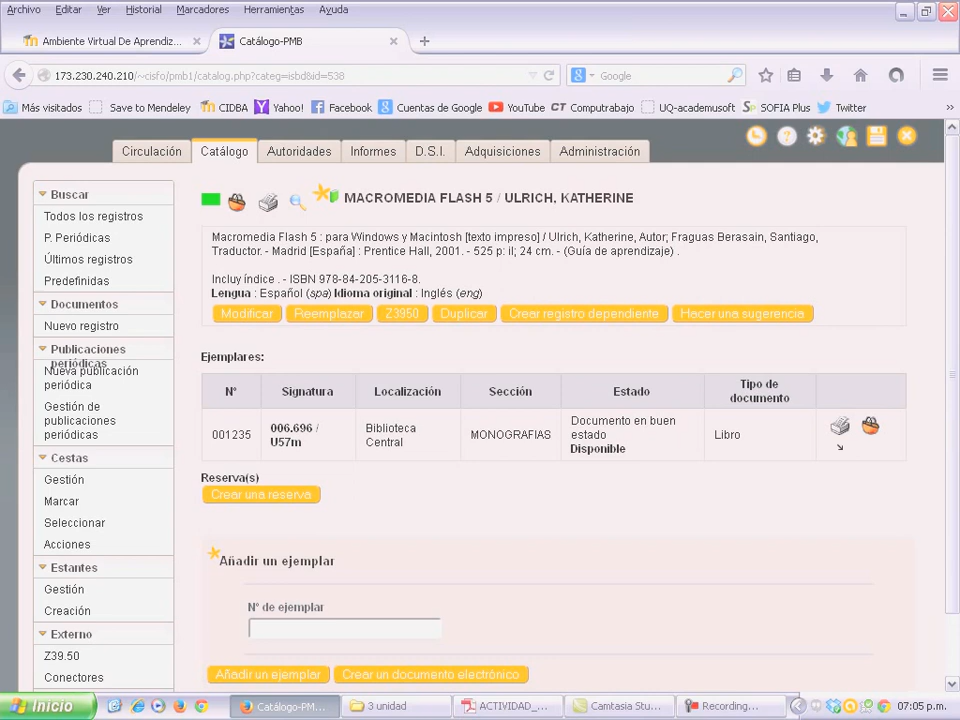 Archivo Editar Ver Historial Marcadores Herramientas Ayuda
Ambiente Virtual De Aprendiz... Catálogo-PMB
173.230.240.210/~cisfo/pmb1/catalog.php?categ=isbd&id=538 Google
Más visitados Save to Mendeley CIDBA Yahoo! Facebook Cuentas de Google YouTube CT Computrabajo UQ-academusoft SOFIA Plus Twitter »
Circulación Catálogo Autoridades Informes D.S.I. Adquisiciones Administración
Buscar
Todos los registros
P. Periódicas
Últimos registros
Predefinidas
Documentos
Nuevo registro
Publicaciones
periódicas
Nueva publicación
periódica
Gestión de
publicaciones
periódicas
Cestas
Gestión
Marcar
Seleccionar
Acciones
Estantes
Gestión
Creación
Externo
Z39.50
Conectores
MACROMEDIA FLASH 5 / ULRICH, KATHERINE
Macromedia Flash 5 : para Windows y Macintosh [texto impreso] / Ulrich, Katherine, Autor; Fraguas Berasain, Santiago,
Traductor. - Madrid [España] : Prentice Hall, 2001. - 525 p: il; 24 cm. - (Guía de aprendizaje) .
Incluy índice . - ISBN 978-84-205-3116-8.
Lengua : Español (spa) Idioma original : Inglés (eng)
Modificar Reemplazar Z3950 Duplicar Crear registro dependiente Hacer una sugerencia
Ejemplares:
N° Signatura Localización Sección Estado Tipo de
documento
001235 006.696 /
U57m Biblioteca
Central MONOGRAFIAS Documento en buen
estado
Disponible Libro
Reserva(s)
Crear una reserva
Añadir un ejemplar
N° de ejemplar
Añadir un ejemplar Crear un documento electrónico
Inicio Catálogo-PM... 3 unidad ACTIVIDAD_... Camtasia Stu... Recording... 07:05 p.m.